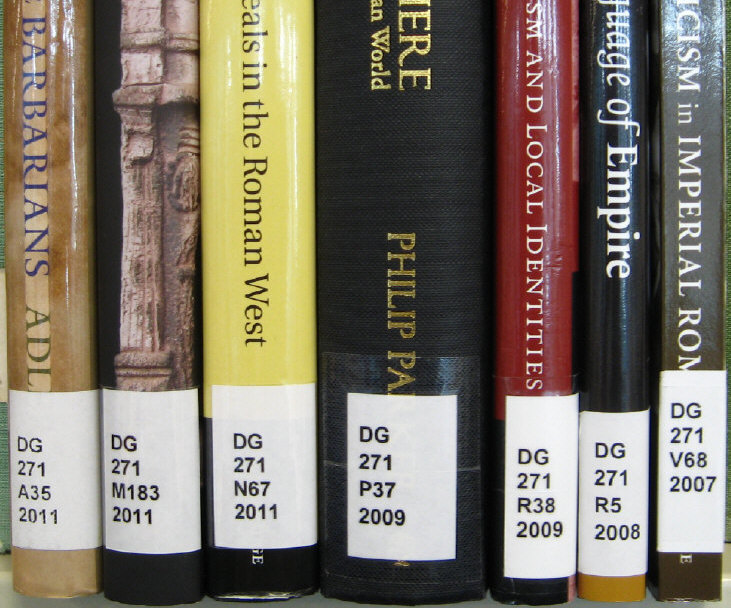 ICISM in IMPERIAL ROM
DG
271
V68
2007
E
guage of Empire
DG
271
R5
2008
SM AND LOCAL IDENTITIES
DG
271
R38
2009
HERE
an World
PHILIP PA
DG
271
P37
2009
eals in the Roman West
DG
271
N67
2011
GE
DG
271
M183
2011
BARBARIANS ADL
DG
271
A35
2011